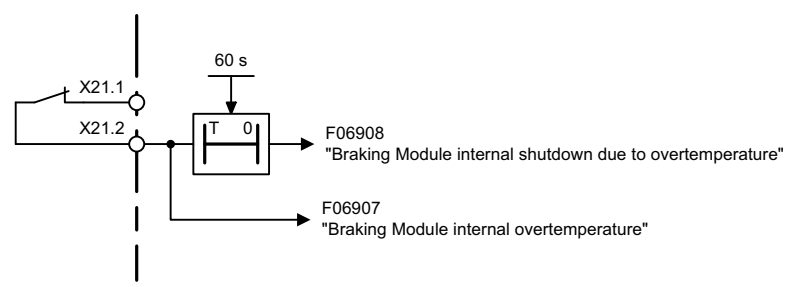 60 s
X21.1
X21.2
T 0
F06908
"Braking Module internal shutdown due to overtemperature"
F06907
"Braking Module internal overtemperature"